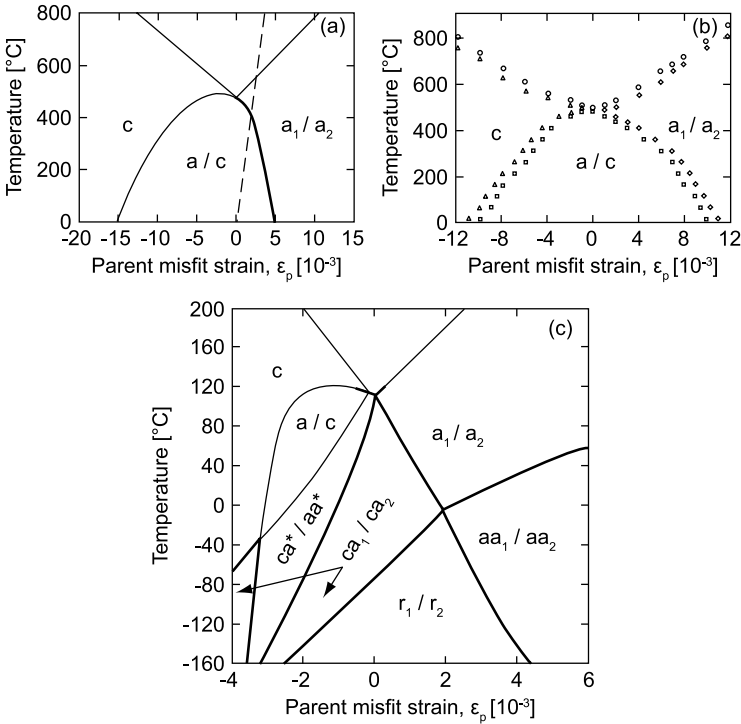 (a)
800
600
400
200
0
Temperature [°C]
c
a / c
a₁ / a₂
-20 -15 -10 -5 0 5 10 15
Parent misfit strain, εₚ [10⁻³]
(b)
800
600
400
200
0
Temperature [°C]
c
a / c
a₁ / a₂
-12 -8 -4 0 4 8 12
Parent misfit strain, εₚ [10⁻³]
(c)
200
160
120
80
40
0
-40
-80
-120
-160
Temperature [°C]
c
a / c
a₁ / a₂
ca* / aa*
ca₁ / ca₂
aa₁ / aa₂
r₁ / r₂
-4 -2 0 2 4 6
Parent misfit strain, εₚ [10⁻³]